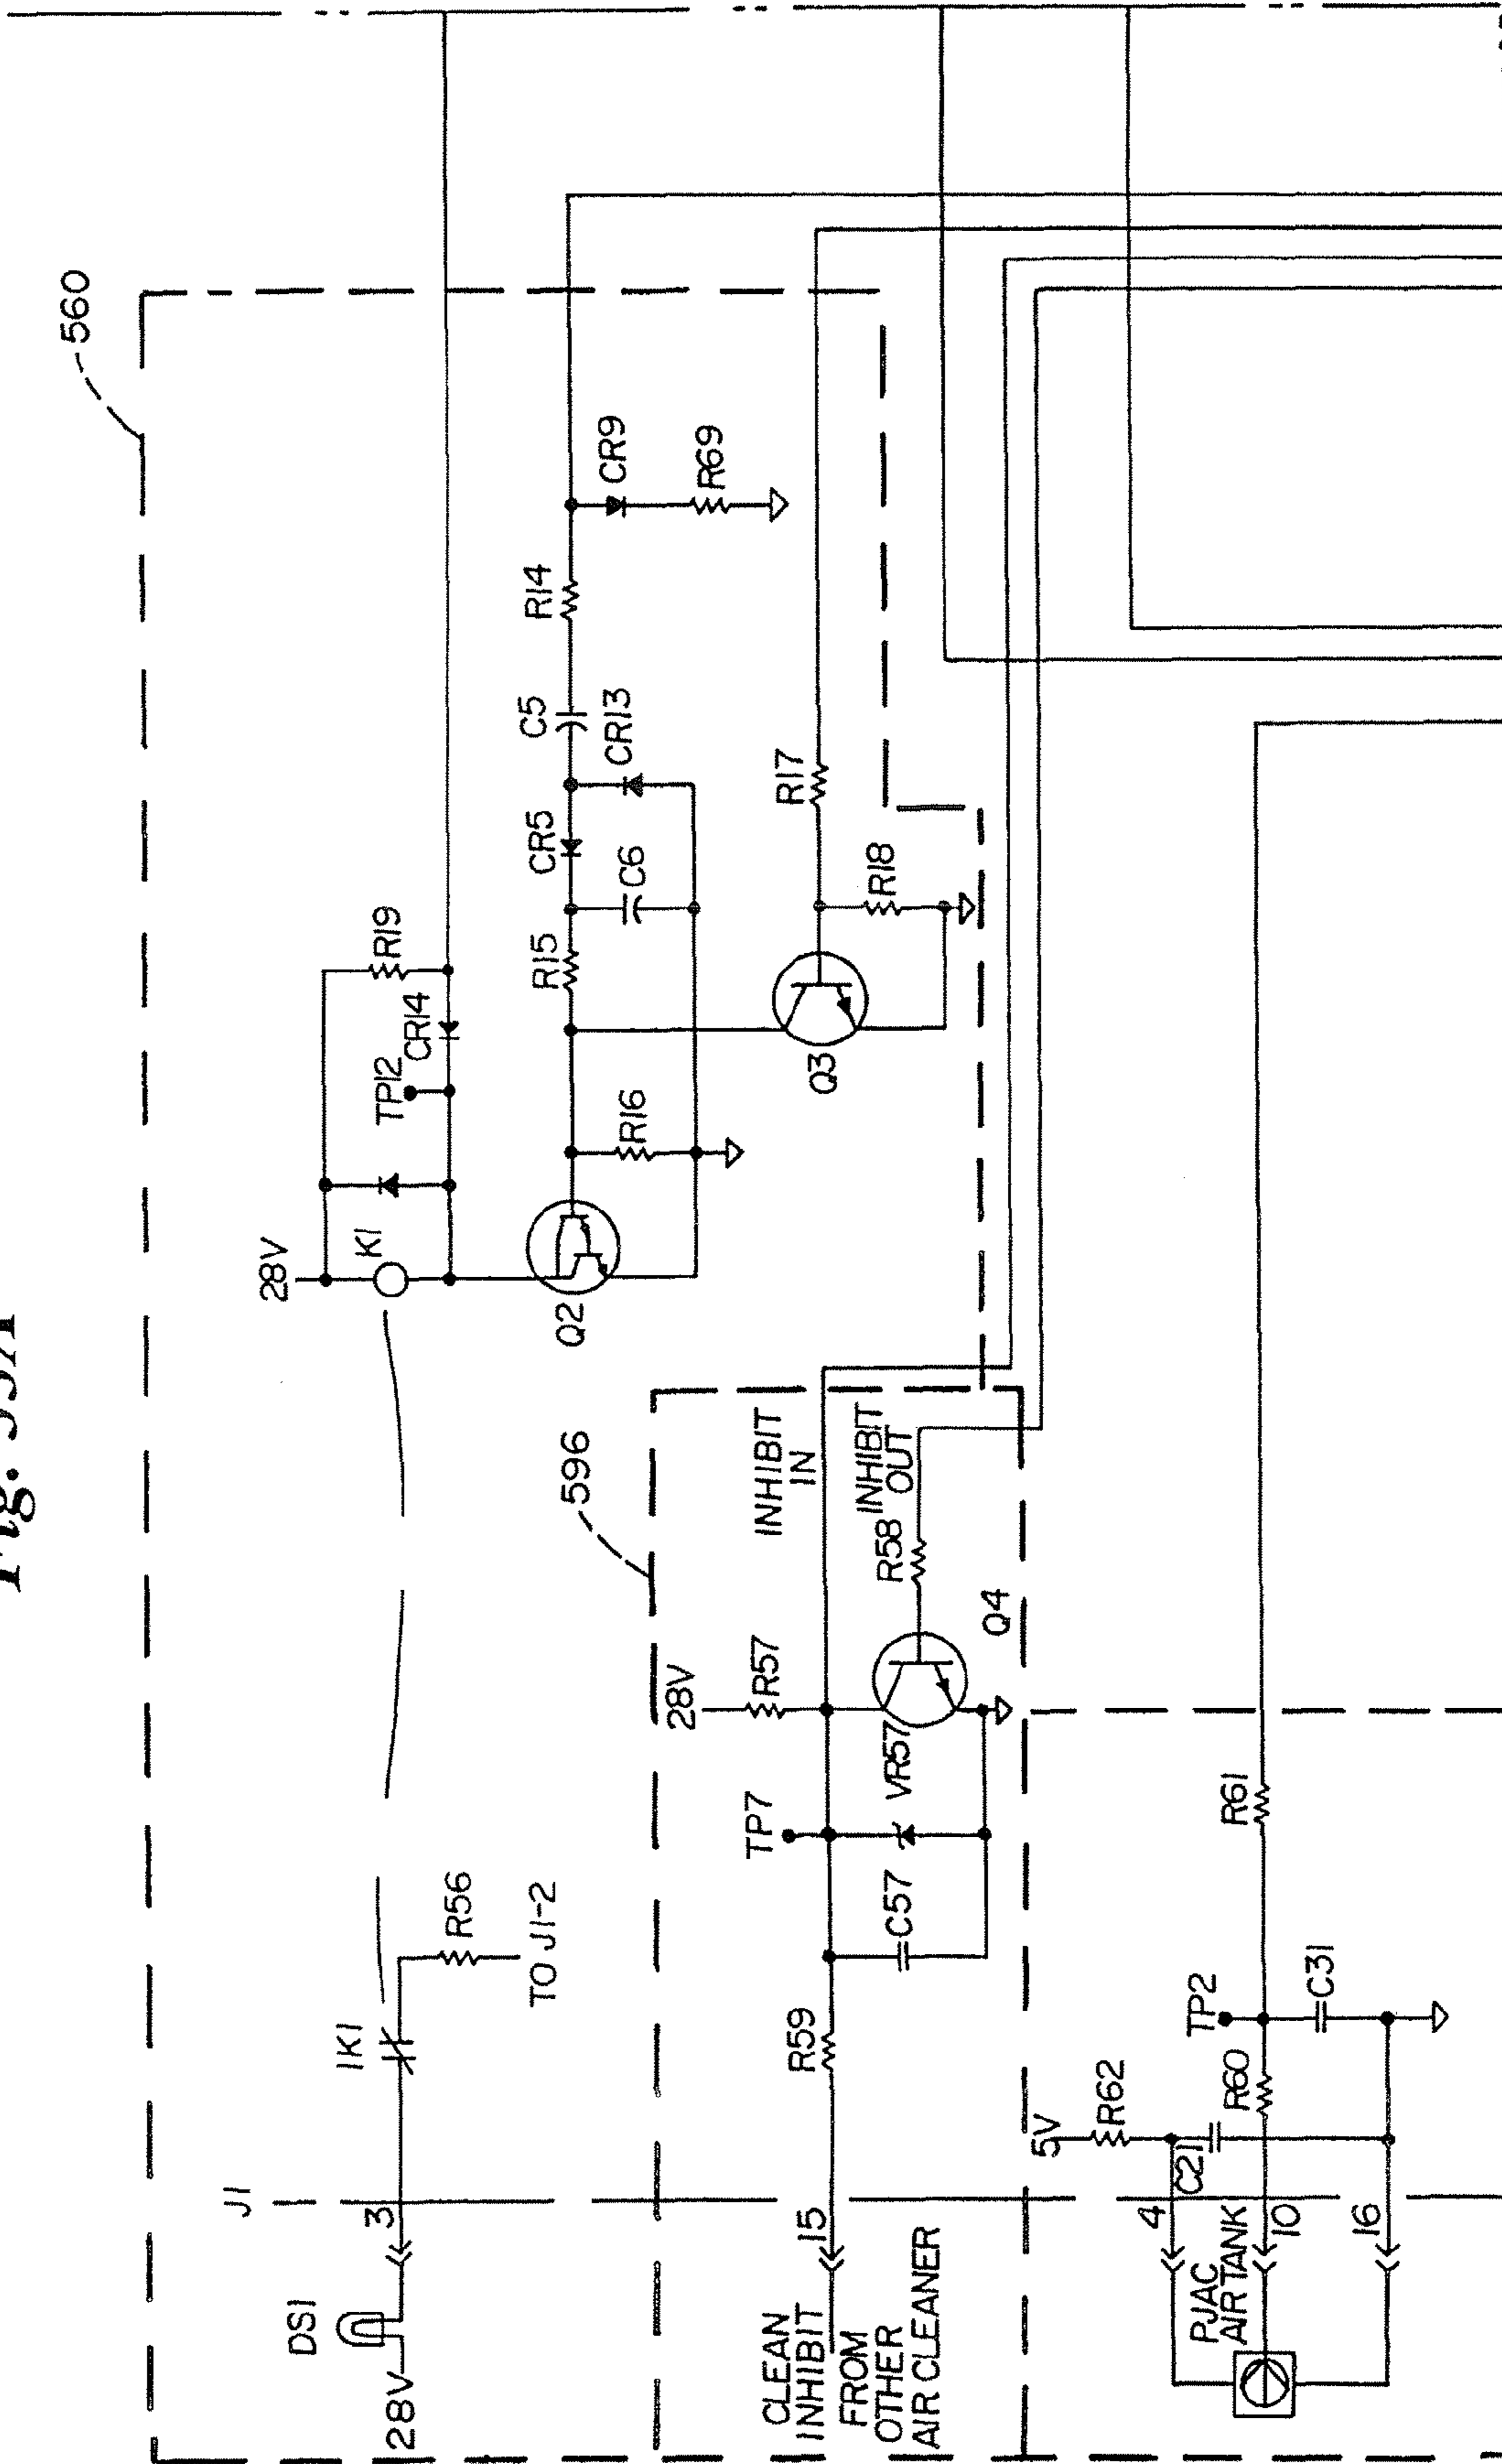 560
28V
K1
TP12
CR14
R19
Q2
R16
R15
C6
CR5
CR13
C5
R14
CR9
R69
Q3
R18
R17
J1
DS1
28V
3
1K1
R56
TO J1-2
596
28V
R57
TP7
C57
VR57
Q4
R58
INHIBIT
IN
INHIBIT
OUT
R59
15
CLEAN
INHIBIT
FROM
OTHER
AIR CLEANER
5V
R62
C21
4
PJAC
AIR TANK
10
16
R60
TP2
C31
R61